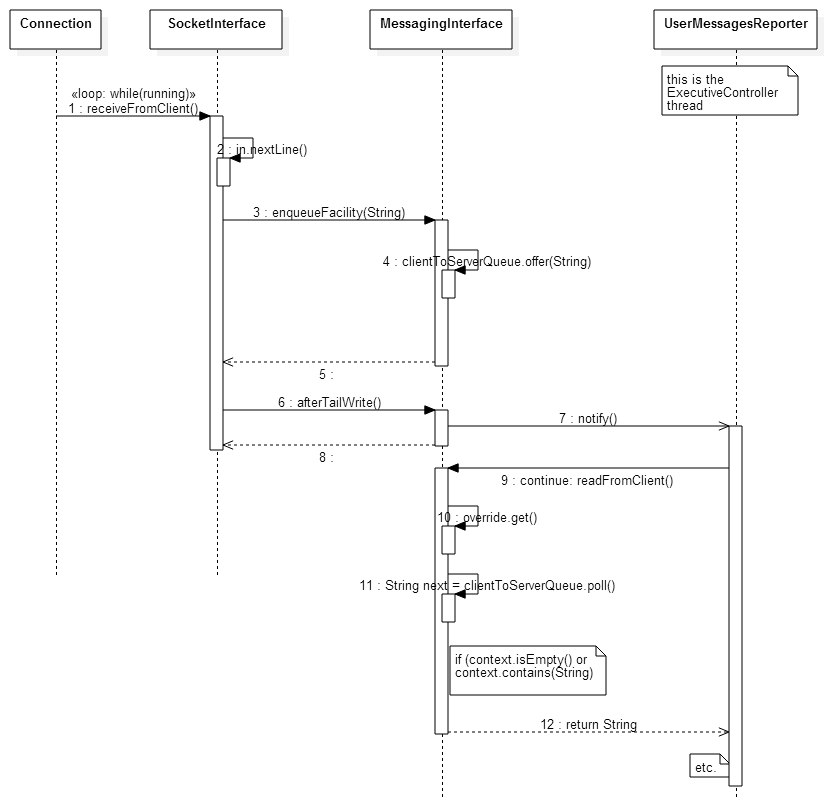 Connection
SocketInterface
MessagingInterface
UserMessagesReporter
this is the
ExecutiveController
thread
«loop: while(running)»
1 : receiveFromClient()
2 : in.nextLine()
3 : enqueueFacility(String)
4 : clientToServerQueue.offer(String)
5 :
6 : afterTailWrite()
7 : notify()
8 :
9 : continue: readFromClient()
10 : override.get()
11 : String next = clientToServerQueue.poll()
if (context.isEmpty() or
context.contains(String)
12 : return String
etc.